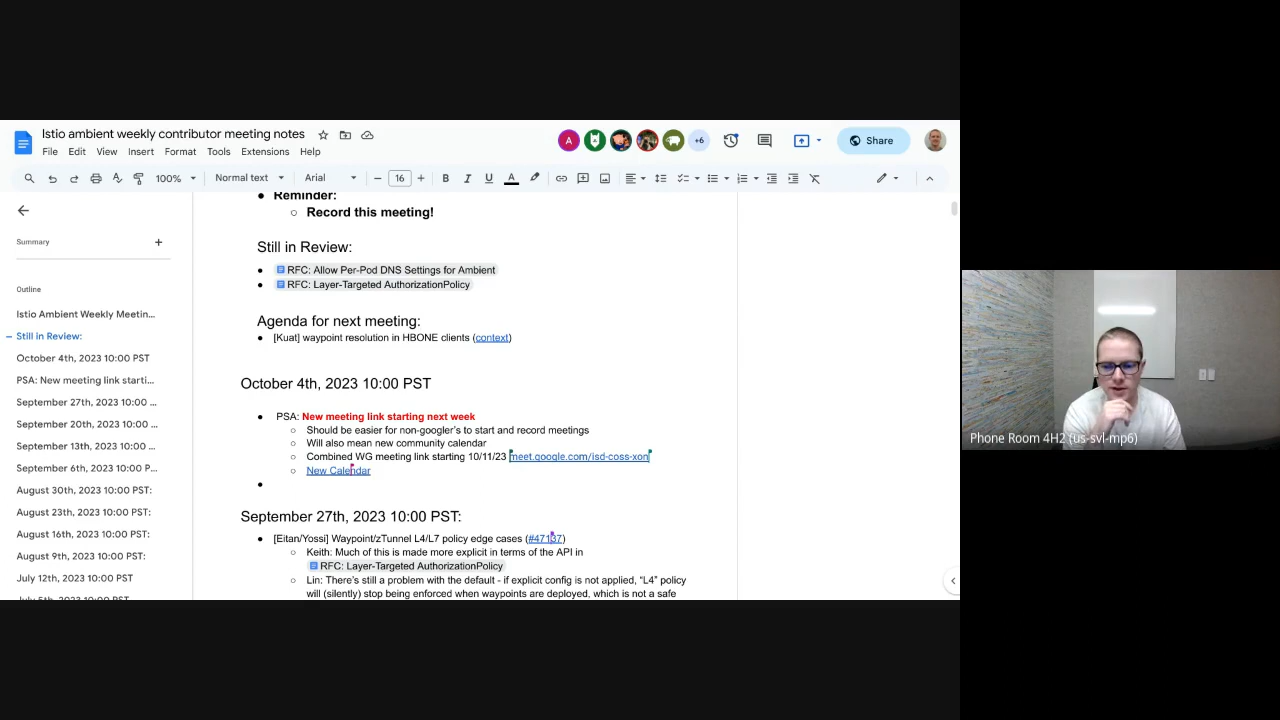 Istio ambient weekly contributor meeting notes
File Edit View Insert Format Tools Extensions Help
A
+6
Share
100%
Normal text
Arial
16
B I U A
Summary
Outline
Istio Ambient Weekly Meetin...
Still in Review:
October 4th, 2023 10:00 PST
PSA: New meeting link starti...
September 27th, 2023 10:00 ...
September 20th, 2023 10:00 ...
September 13th, 2023 10:00 ...
September 6th, 2023 10:00 P...
August 30th, 2023 10:00 PST:
August 23th, 2023 10:00 PST:
August 16th, 2023 10:00 PST:
August 9th, 2023 10:00 PST:
July 12th, 2023 10:00 PST
July 5th, 2023 10:00 PST:
Reminder:
Record this meeting!
Still in Review:
RFC: Allow Per-Pod DNS Settings for Ambient
RFC: Layer-Targeted AuthorizationPolicy
Agenda for next meeting:
[Kuat] waypoint resolution in HBONE clients (context)
October 4th, 2023 10:00 PST
PSA: New meeting link starting next week
Should be easier for non-googler's to start and record meetings
Will also mean new community calendar
Combined WG meeting link starting 10/11/23 meet.google.com/isd-coss-xon
New Calendar
September 27th, 2023 10:00 PST:
[Eitan/Yossi] Waypoint/zTunnel L4/L7 policy edge cases (#47137)
Keith: Much of this is made more explicit in terms of the API in
RFC: Layer-Targeted AuthorizationPolicy
Lin: There's still a problem with the default - if explicit config is not applied, "L4" policy
will (silently) stop being enforced when waypoints are deployed, which is not a safe
Phone Room 4H2 (us-svl-mp6)